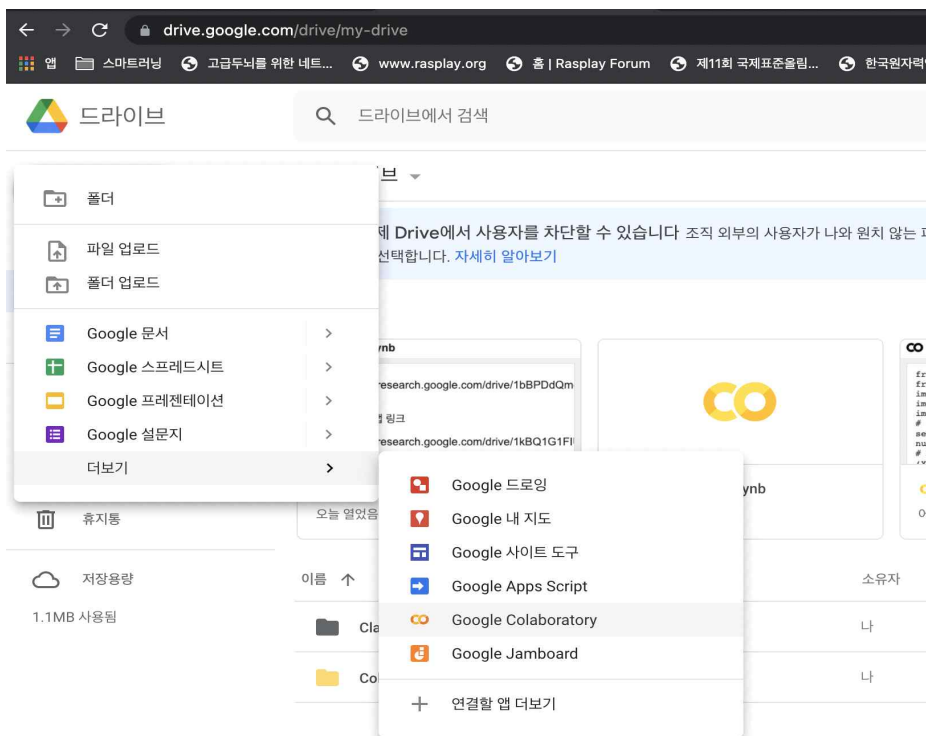 drive.google.com/drive/my-drive
앱 스마트러닝 고급두뇌를 위한 네트... www.rasplay.org 홈 | Rasplay Forum 제11회 국제표준올림... 한국원자력
드라이브 드라이브에서 검색
브
폴더
제 Drive에서 사용자를 차단할 수 있습니다 조직 외부의 사용자가 나와 원치 않는
파일 업로드
선택합니다. 자세히 알아보기
폴더 업로드
Google 문서
ynb
Google 스프레드시트
research.google.com/drive/1bBPDdQm
Google 프레젠테이션
링크
Google 설문지
research.google.com/drive/1kBQ1G1FI
더보기
Google 드로잉
ynb
휴지통
오늘 열었음
Google 내 지도
Google 사이트 도구
저장용량
이름
소유자
Google Apps Script
1.1MB 사용됨
Cla
Google Colaboratory
나
Google Jamboard
Co
나
연결할 앱 더보기